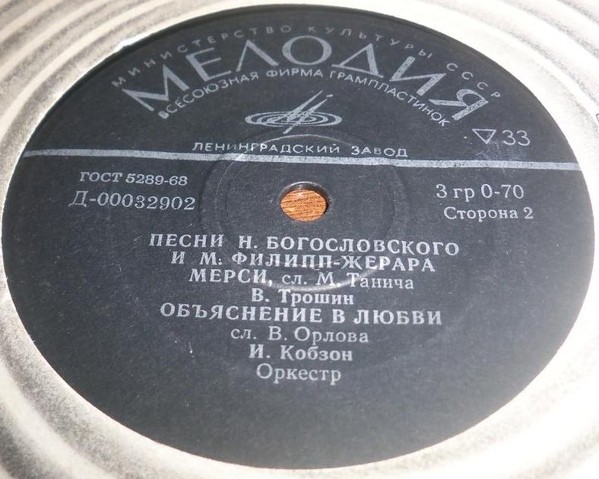 МИНИСТЕРСТВО КУЛЬТУРЫ СССР
МЕЛОДИЯ
ВСЕСОЮЗНАЯ ФИРМА ГРАМПЛАСТИНОК
▽33
ЛЕНИНГРАДСКИЙ ЗАВОД
ГОСТ 5289-68
3 гр 0-70
Д-00032902
Сторона 2
ПЕСНИ Н. БОГОСЛОВСКОГО
И М. ФИЛИПП-ЖЕРАРА
МЕРСИ, сл. М. Танича
В. Трошин
ОБЪЯСНЕНИЕ В ЛЮБВИ
сл. В. Орлова
И. Кобзон
Оркестр